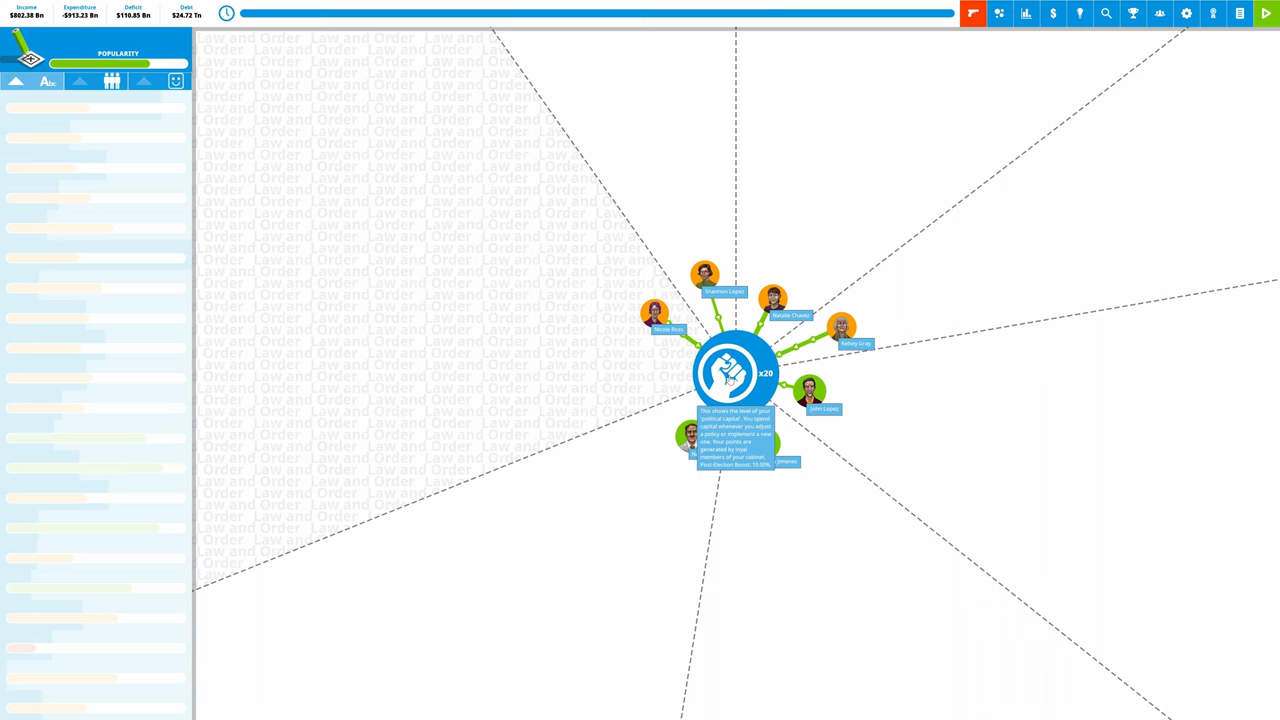 Income
$802.38 Bn
Expenditure
-$913.23 Bn
Deficit
$110.85 Bn
Debt
$24.72 Tn
POPULARITY
Abc
Law and Order
Shannon Lopez
Natalie Chavez
Nicole Ross
Kelsey Gray
x20
John Lopez
This shows the level of your
'political capital'. You spend
capital whenever you adjust
a policy or implement a new
one. Your points are
generated by loyal
members of your cabinet.
Post-Election Boost: 10.00%
Jimenez